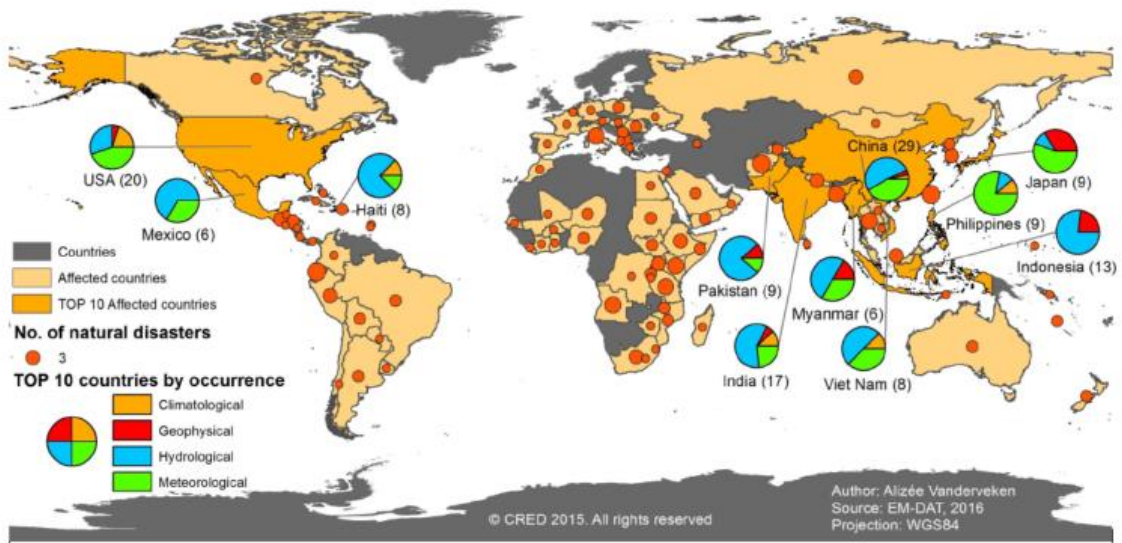 USA (20)
Mexico (6)
Haiti (8)
China (29)
Japan (9)
Philippines (9)
Indonesia (13)
Pakistan (9)
Myanmar (6)
India (17)
Viet Nam (8)
Countries
Affected countries
TOP 10 Affected countries
No. of natural disasters
3
TOP 10 countries by occurrence
Climatological
Geophysical
Hydrological
Meteorological
© CRED 2015. All rights reserved
Author: Alizée Vanderveken
Source: EM-DAT, 2016
Projection: WGS84